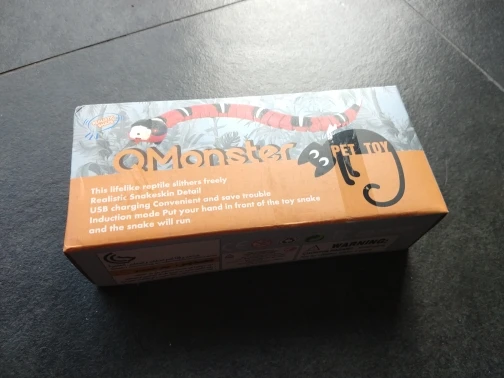 QMonster
PET TOY
This lifelike reptile slithers freely
Realistic Snakeskin Detail
USB charging Convenient and save trouble
Induction mode Put your hand in front of the toy snake
and the snake will run
WARNING